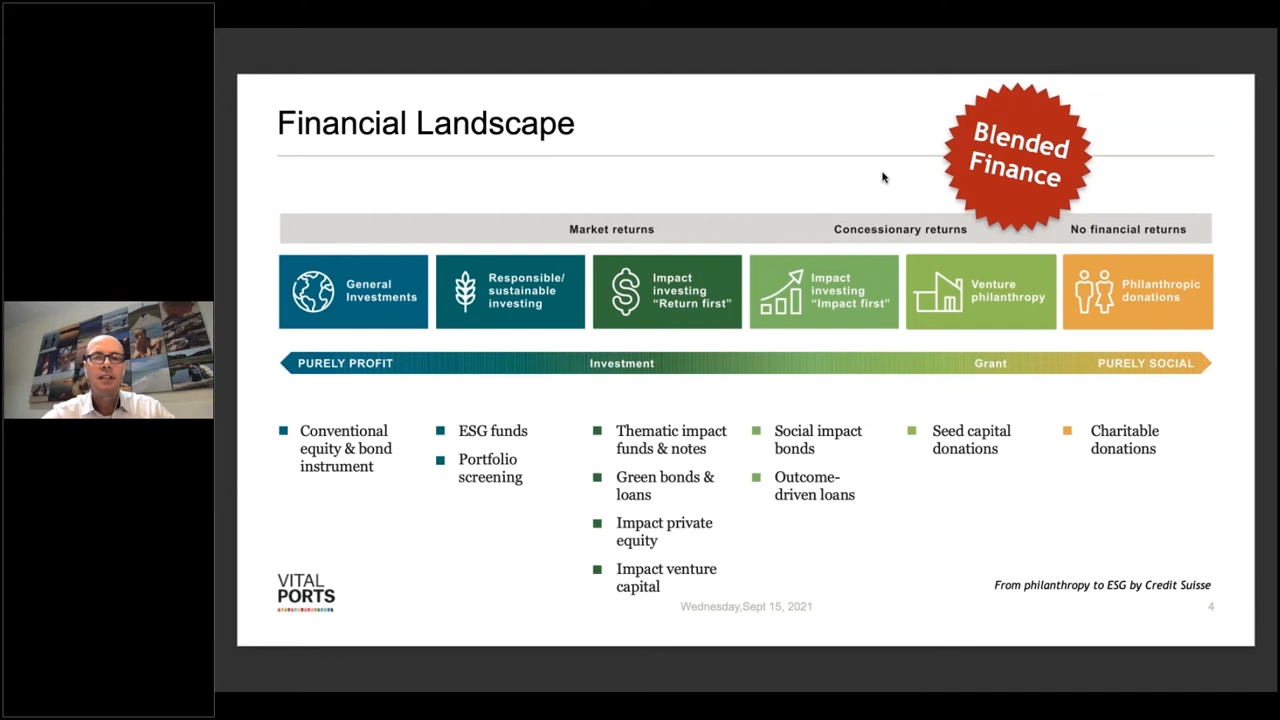 Financial Landscape
Blended
Finance
Market returns
Concessionary returns
No financial returns
General
Investments
Responsible/
sustainable
investing
Impact
investing
“Return first”
Impact
investing
“Impact first”
Venture
philanthropy
Philanthropic
donations
PURELY PROFIT
Investment
Grant
PURELY SOCIAL
Conventional
equity & bond
instrument
ESG funds
Portfolio
screening
Thematic impact
funds & notes
Green bonds &
loans
Impact private
equity
Impact venture
capital
Social impact
bonds
Outcome-
driven loans
Seed capital
donations
Charitable
donations
VITAL
PORTS
From philanthropy to ESG by Credit Suisse
Wednesday,Sept 15, 2021
4